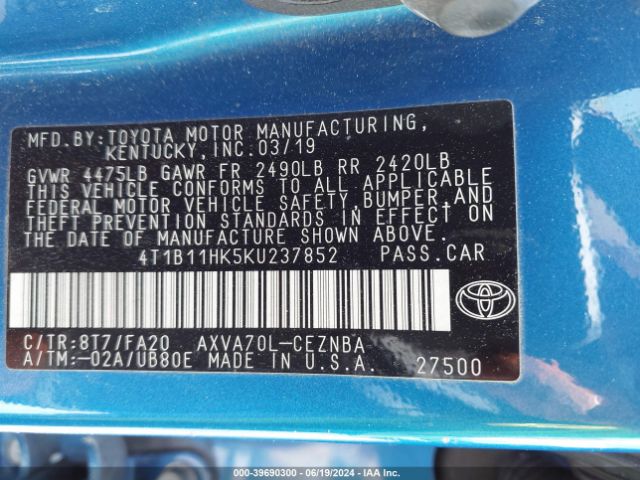 MFD.BY:TOYOTA MOTOR MANUFACTURING,
KENTUCKY, INC. 03/19
GVWR 4475LB GAWR FR 2490LB RR 2420LB
THIS VEHICLE CONFORMS TO ALL APPLICABLE
FEDERAL MOTOR VEHICLE SAFETY, BUMPER, AND
THEFT PREVENTION STANDARDS IN EFFECT ON
THE DATE OF MANUFACTURE SHOWN ABOVE.
4T1B11HK5KU237852 PASS.CAR
C/TR:8T7/FA20 AXVA70L-CEZNBA
A/TM:-02A/UB80E MADE IN U.S.A. 27500
000-39690300 - 06/19/2024 - IAA Inc.